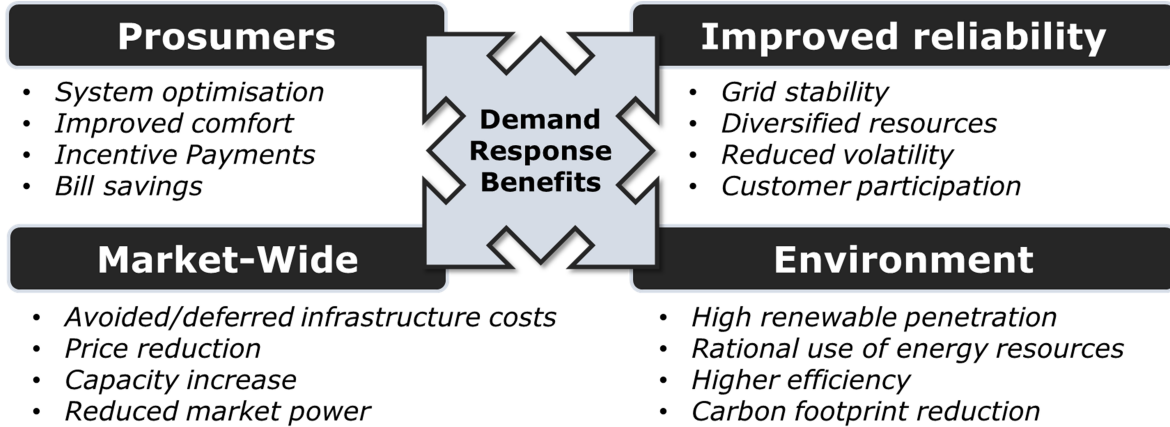 Prosumers
• System optimisation
• Improved comfort
• Incentive Payments
• Bill savings
Improved reliability
• Grid stability
• Diversified resources
• Reduced volatility
• Customer participation
Demand
Response
Benefits
Market-Wide
• Avoided/deferred infrastructure costs
• Price reduction
• Capacity increase
• Reduced market power
Environment
• High renewable penetration
• Rational use of energy resources
• Higher efficiency
• Carbon footprint reduction